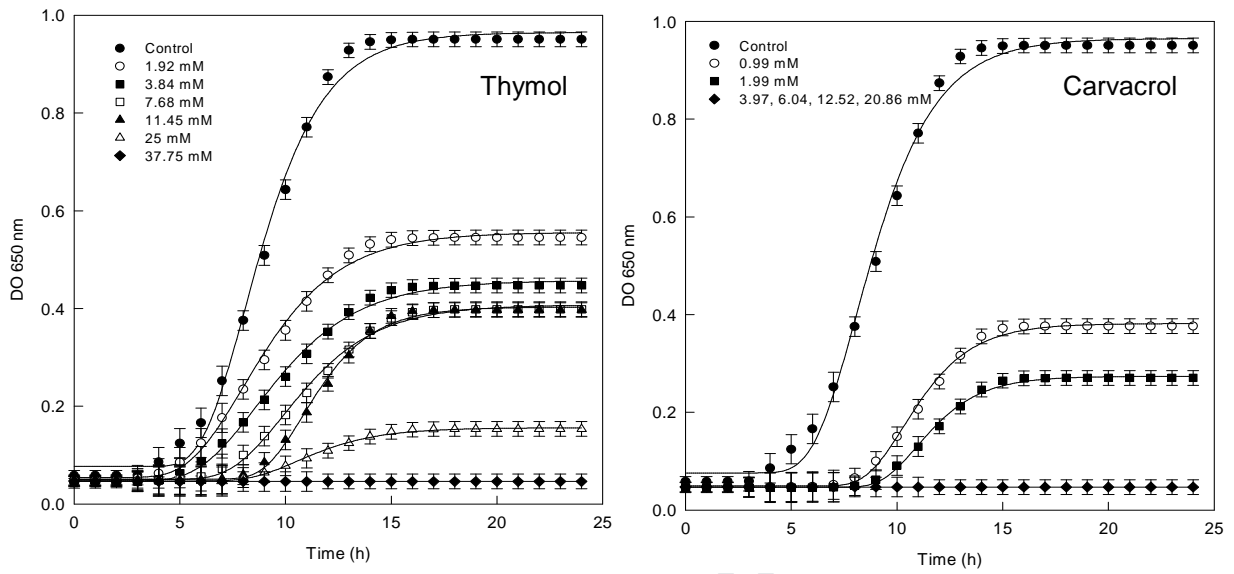 1.0
0.8
0.6
0.4
0.2
0.0
DO 650 nm
Control
1.92 mM
3.84 mM
7.68 mM
11.45 mM
25 mM
37.75 mM
Thymol
0 5 10 15 20 25
Time (h)
1.0
0.8
0.6
0.4
0.2
0.0
DO 650 nm
Control
0.99 mM
1.99 mM
3.97, 6.04, 12.52, 20.86 mM
Carvacrol
0 5 10 15 20 25
Time (h)